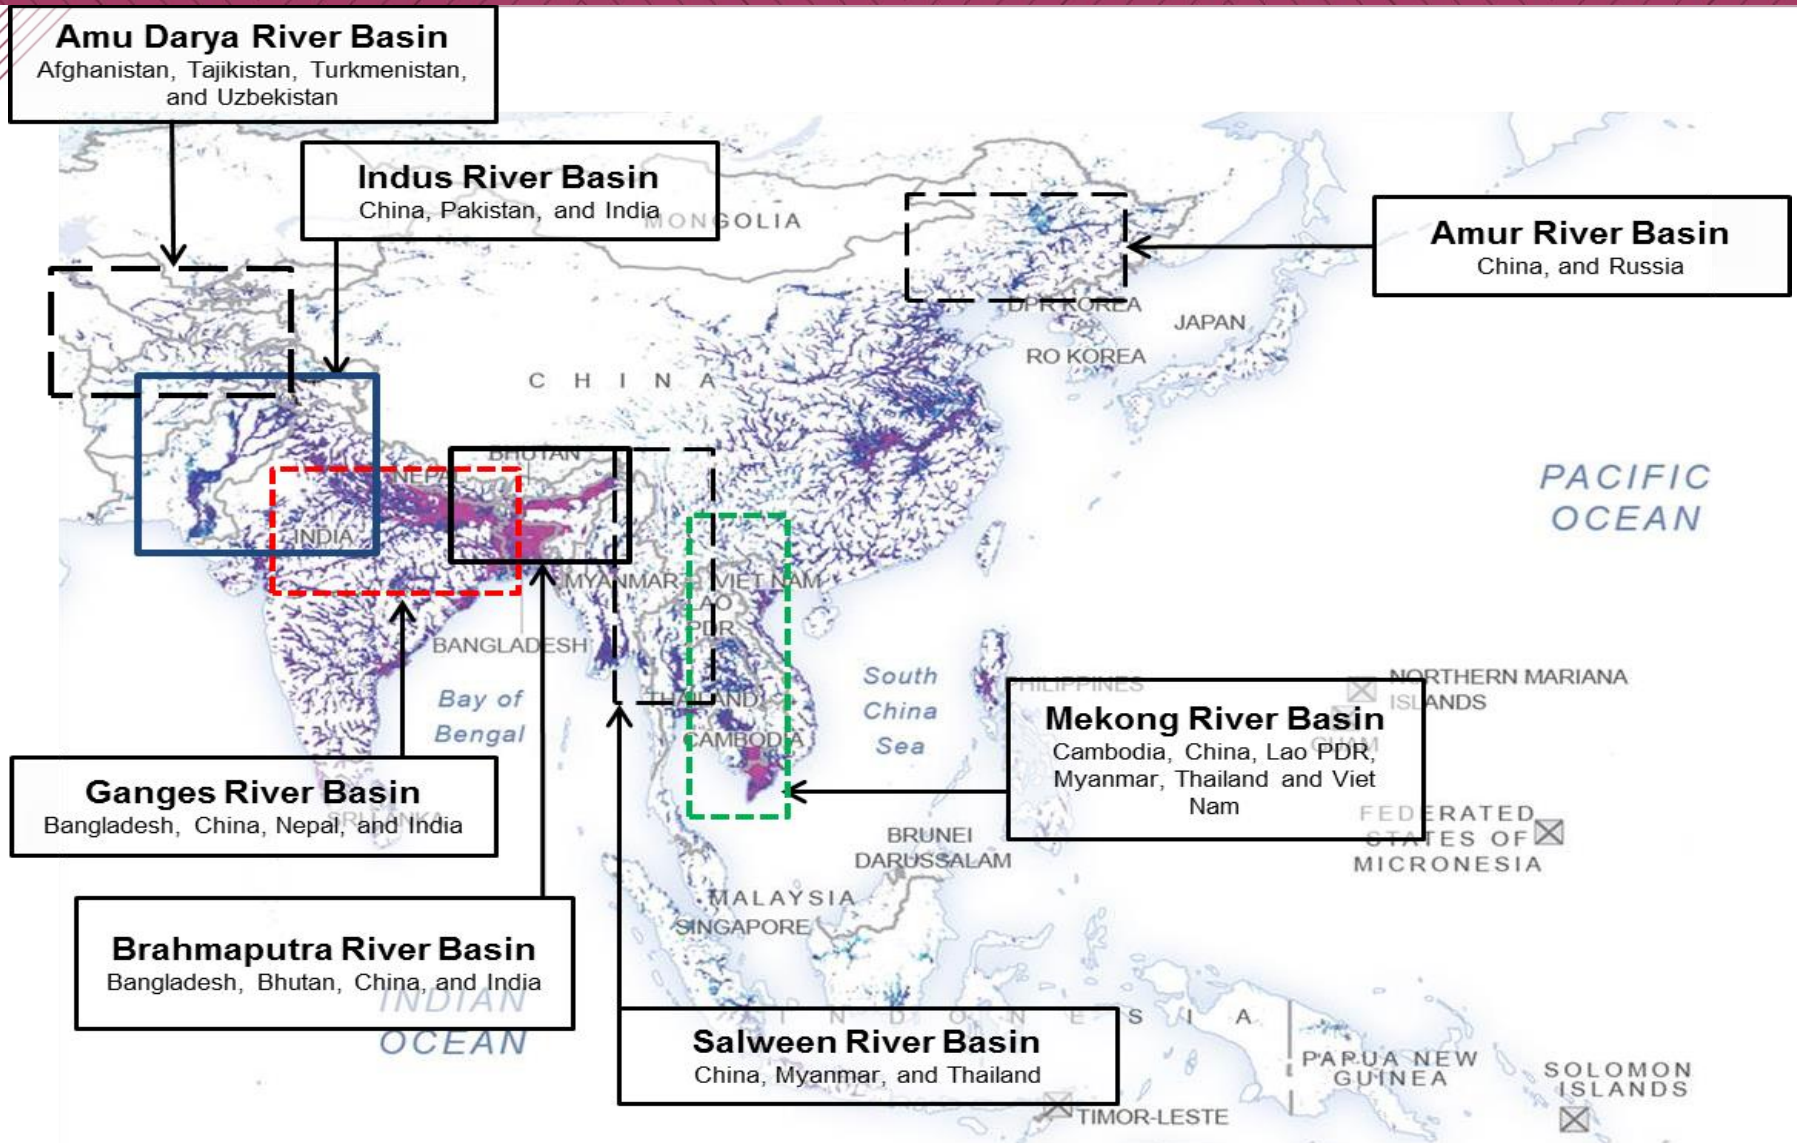 Amu Darya River Basin
Afghanistan, Tajikistan, Turkmenistan,
and Uzbekistan
Indus River Basin
China, Pakistan, and India
MONGOLIA
Amur River Basin
China, and Russia
DPR KOREA
JAPAN
RO KOREA
CHINA
BHUTAN
NEPAL
PACIFIC
OCEAN
INDIA
MYANMAR
VIET NAM
LAO
PDR
BANGLADESH
South
China
Sea
NORTHERN MARIANA
ISLANDS
PHILIPPINES
Bay of
Bengal
THAILAND
Mekong River Basin
Cambodia, China, Lao PDR,
Myanmar, Thailand and Viet
Nam
GUAM
CAMBODIA
Ganges River Basin
Bangladesh, China, Nepal, and India
SRI LANKA
FEDERATED
STATES OF
MICRONESIA
BRUNEI
DARUSSALAM
MALAYSIA
SINGAPORE
Brahmaputra River Basin
Bangladesh, Bhutan, China, and India
INDIAN
OCEAN
INDONESIA
Salween River Basin
China, Myanmar, and Thailand
PAPUA NEW
GUINEA
SOLOMON
ISLANDS
TIMOR-LESTE